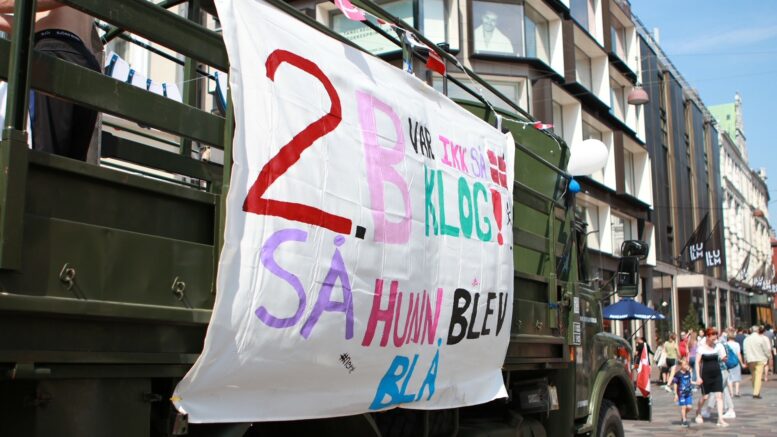 2.B VAR IKK SÅ
KLOG!
SÅ HUNN. BLEV
BLÅ